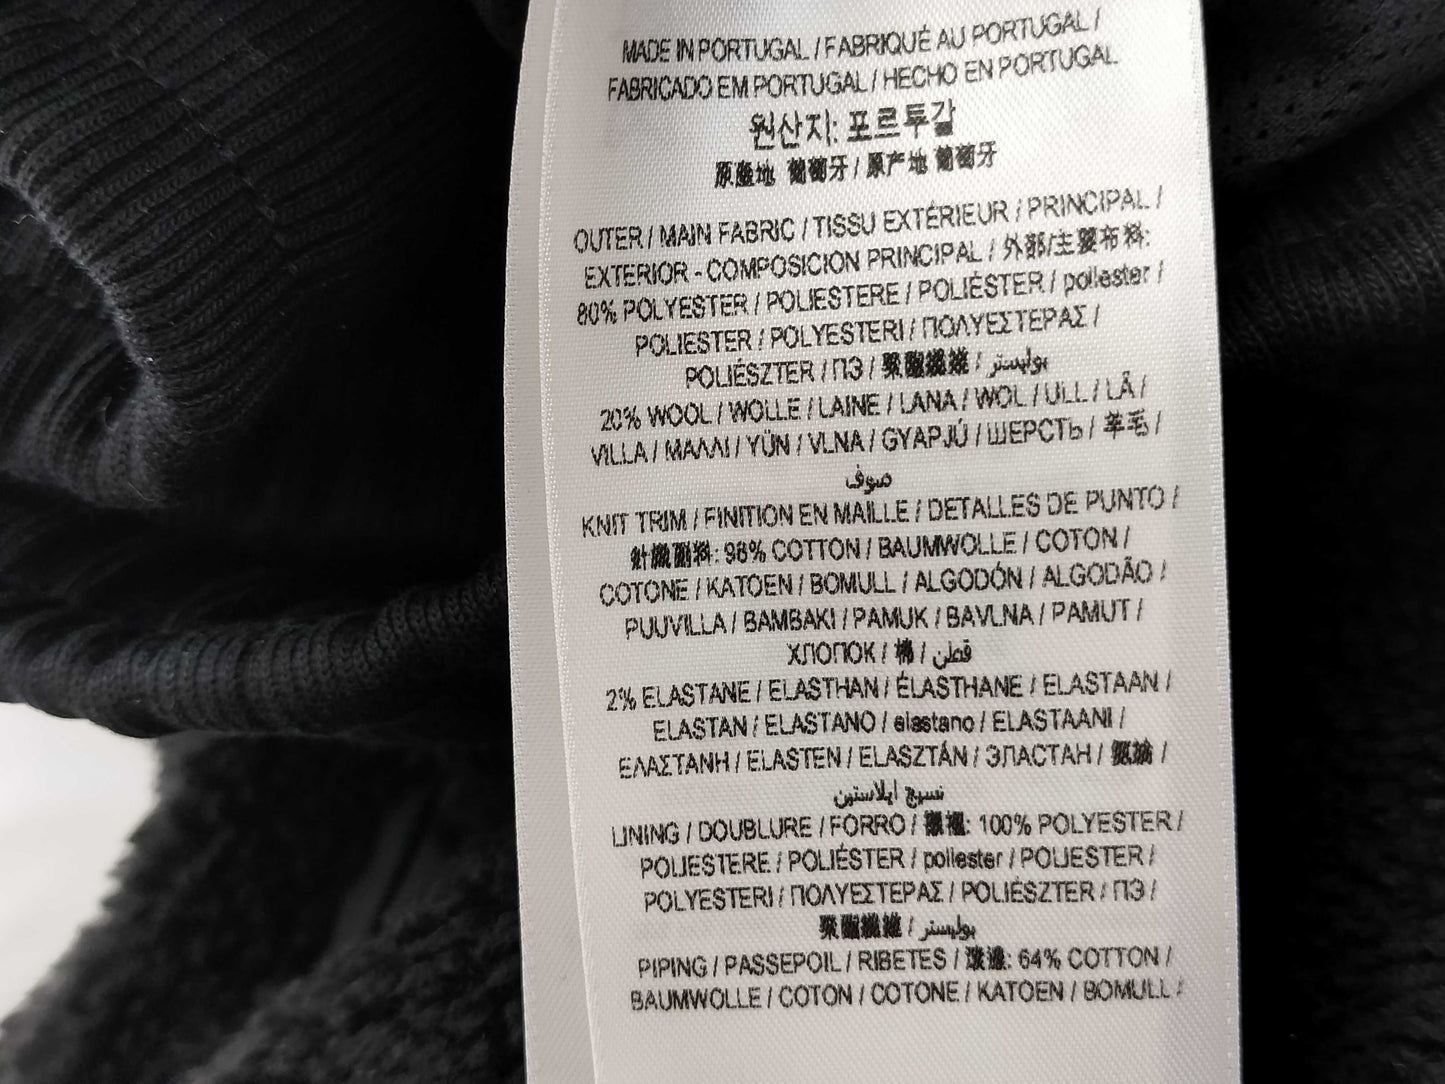 MADE IN PORTUGAL / FABRIQUÉ AU PORTUGAL /
FABRICADO EM PORTUGAL / HECHO EN PORTUGAL
원산지: 포르투갈
原產地 葡萄牙 / 原产地 葡萄牙
OUTER / MAIN FABRIC / TISSU EXTÉRIEUR / PRINCIPAL /
EXTERIOR - COMPOSICION PRINCIPAL / 外部/主要布料:
80% POLYESTER / POLIESTERE / POLIÉSTER / poliester /
POLIESTER / POLYESTERI / ΠΟΛΥΕΣΤΕΡΑΣ /
POLIÉSZTER / ПЭ / 聚酯纖維 / بوليستر
20% WOOL / WOLLE / LAINE / LANA / WOL / ULL / LÃ /
VILLA / ΜΑΛΛΙ / YÜN / VLNA / GYAPJÚ / ШЕРСТЬ / 羊毛 /
صوف
KNIT TRIM / FINITION EN MAILLE / DETALLES DE PUNTO /
針織面料: 98% COTTON / BAUMWOLLE / COTON /
COTONE / KATOEN / BOMULL / ALGODÓN / ALGODÃO /
PUUVILLA / BAMBAKI / PAMUK / BAVLNA / PAMUT /
ХЛОПОК / 棉 / قطن
2% ELASTANE / ELASTHAN / ÉLASTHANE / ELASTAAN /
ELASTAN / ELASTANO / elastano / ELASTAANI /
ΕΛΑΣΤΑΝΗ / ELASTEN / ELASZTÁN / ЭЛАСТАН /
نسيج ايلاستين
LINING / DOUBLURE / FORRO / 100% POLYESTER /
POLIESTERE / POLIÉSTER / poliester / POLIESTER /
POLYESTERI / ΠΟΛΥΕΣΤΕΡΑΣ / POLIÉSZTER / ПЭ /
聚酯纖維 / بوليستر
PIPING / PASSEPOIL / RIBETES / 滾邊: 64% COTTON /
BAUMWOLLE / COTON / COTONE / KATOEN / BOMULL /